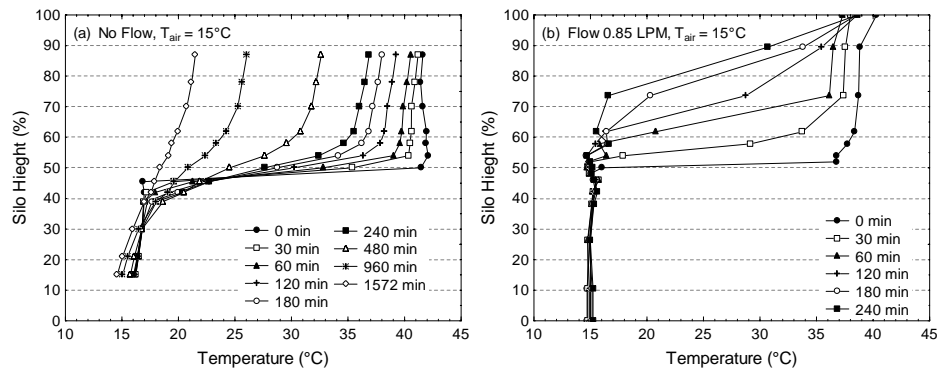 (a) No Flow, Tair = 15°C
Silo Hieght (%)
100
90
80
70
60
50
40
30
20
10
0
0 min
30 min
60 min
120 min
180 min
240 min
480 min
960 min
1572 min
10 15 20 25 30 35 40 45
Temperature (°C)
(b) Flow 0.85 LPM, Tair = 15°C
Silo Hieght (%)
100
90
80
70
60
50
40
30
20
10
0
0 min
30 min
60 min
120 min
180 min
240 min
10 15 20 25 30 35 40 45
Temperature (°C)